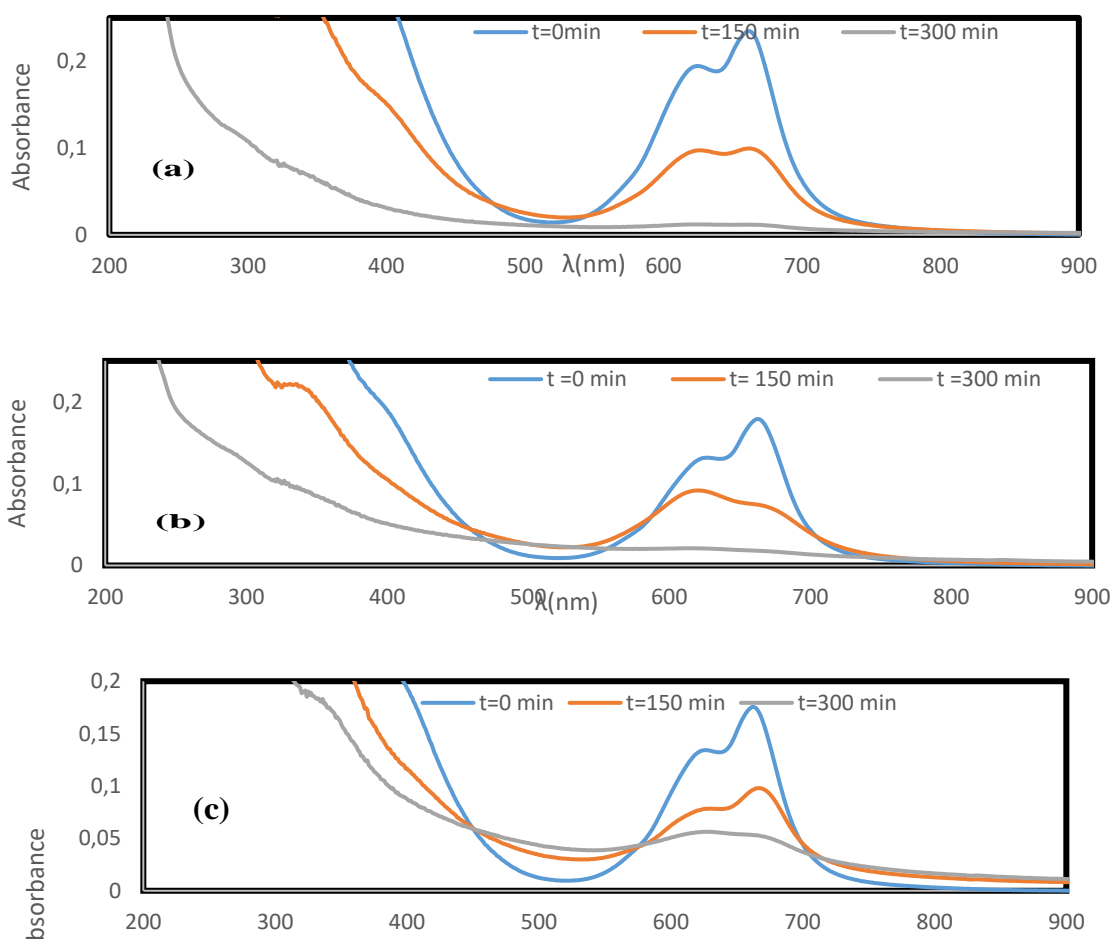 t=0min t=150 min t=300 min
0,2
Absorbance
0,1
(a)
0
200 300 400 500 λ(nm) 600 700 800 900
t =0 min t= 150 min t =300 min
0,2
Absorbance
0,1
(b)
0
200 300 400 500 λ(nm) 600 700 800 900
0,2
t=0 min t=150 min t=300 min
0,15
0,1
(c)
0,05
bsorbance
0
200 300 400 500 600 700 800 900